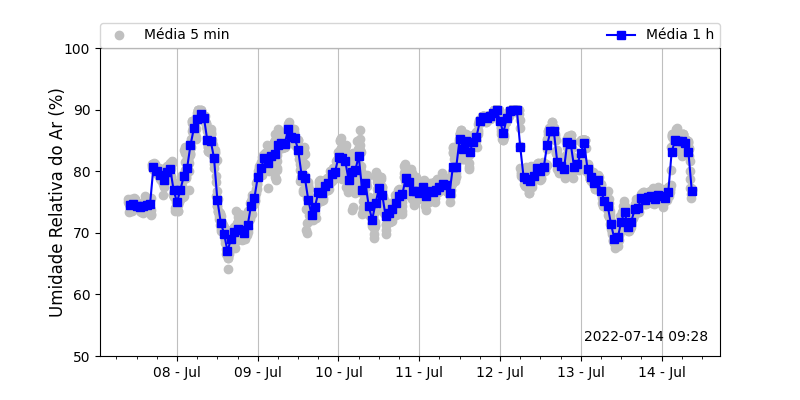 Média 5 min
Média 1 h
Umidade Relativa do Ar (%)
100
90
80
70
60
50
2022-07-14 09:28
08 - Jul
09 - Jul
10 - Jul
11 - Jul
12 - Jul
13 - Jul
14 - Jul